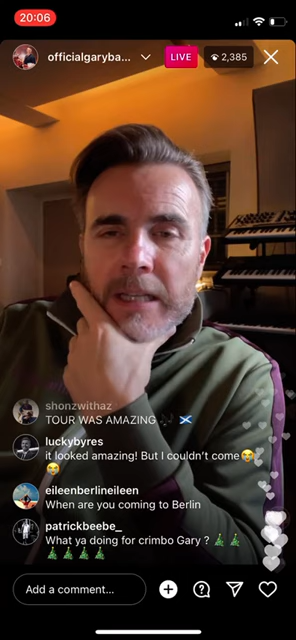 20:06
officialgaryba...
LIVE
2,385
shonzwithaz
TOUR WAS AMAZING 🎶 🏴󠁧󠁢󠁳󠁣󠁴󠁿
luckybyres
it looked amazing! But I couldn't come😭
😭
eileenberlineileen
When are you coming to Berlin
patrickbeebe_
What ya doing for crimbo Gary ? 🎄 🎄
🎄 🎄 🎄 🎄
Add a comment...